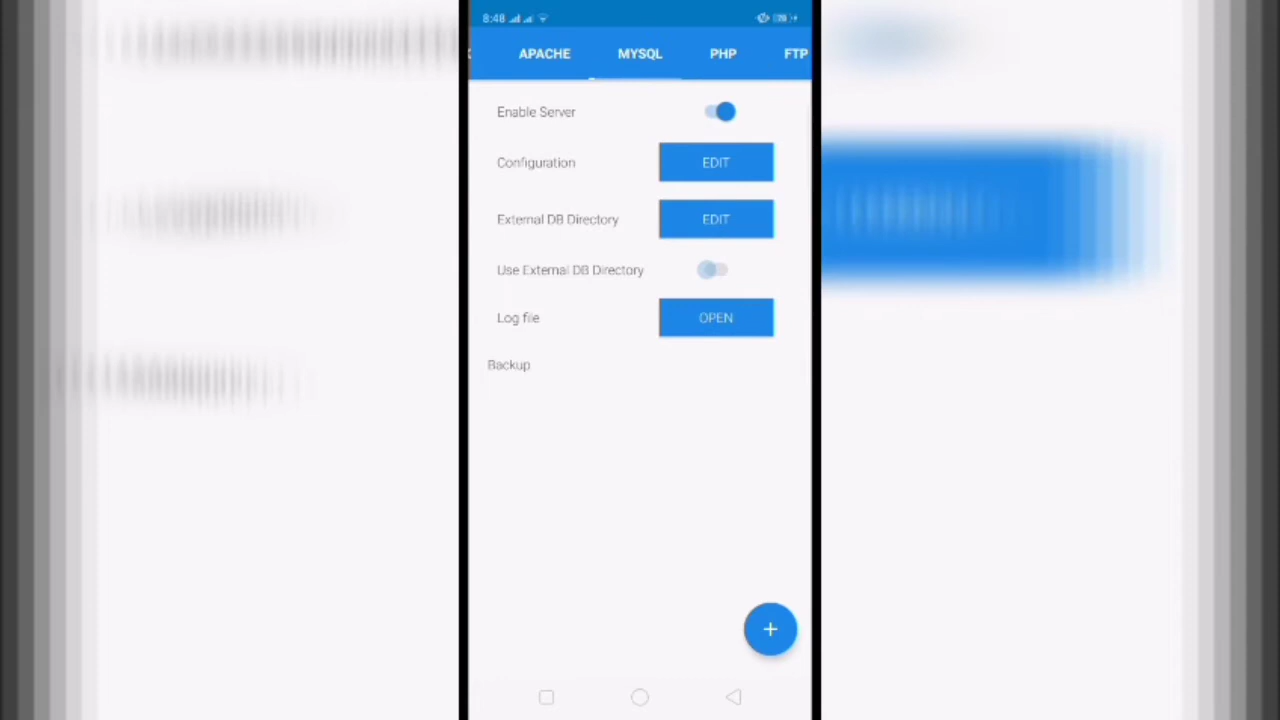 8:48 78
APACHE MYSQL PHP FTP
Enable Server
Configuration EDIT
External DB Directory EDIT
Use External DB Directory
Log file OPEN
Backup
+